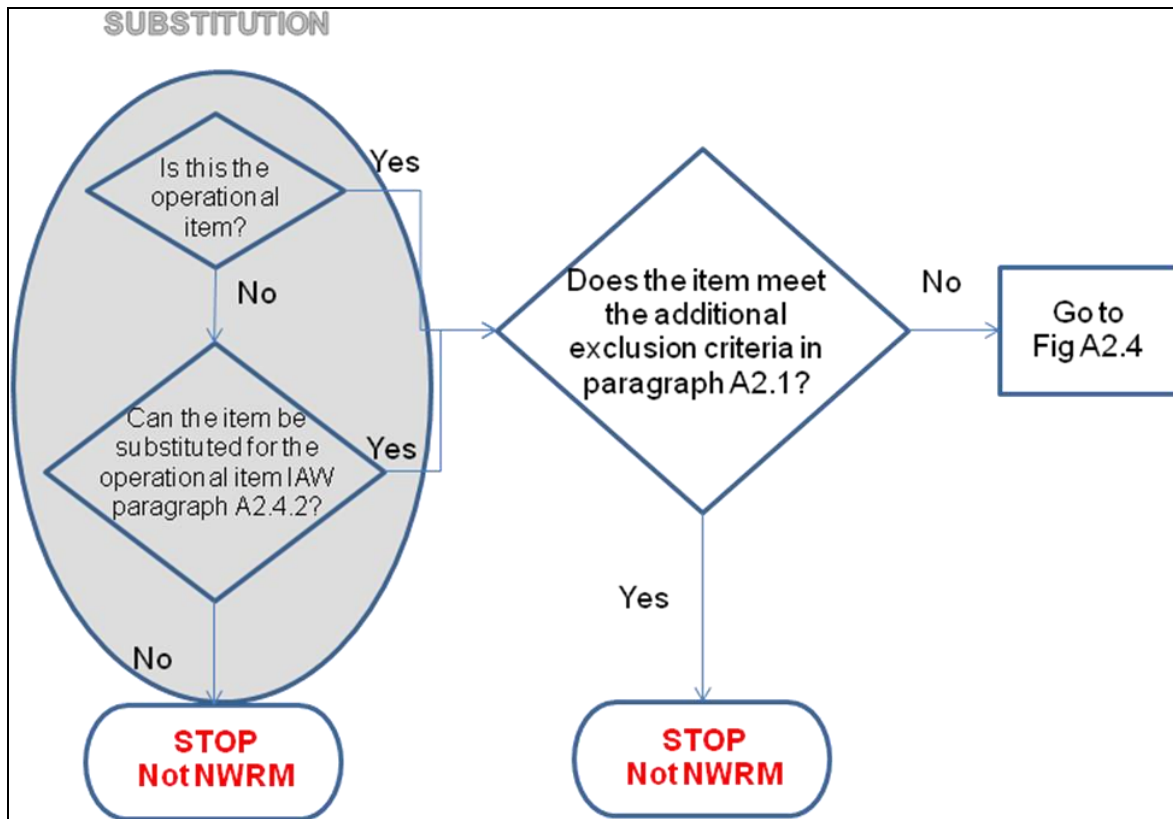 SUBSTITUTION
Is this the
operational
item?
Yes
No
Can the item be
substituted for the
operational item IAW
paragraph A2.4.2?
Yes
No
STOP
Not NWRM
Does the item meet
the additional
exclusion criteria in
paragraph A2.1?
No
Go to
Fig A2.4
Yes
STOP
Not NWRM